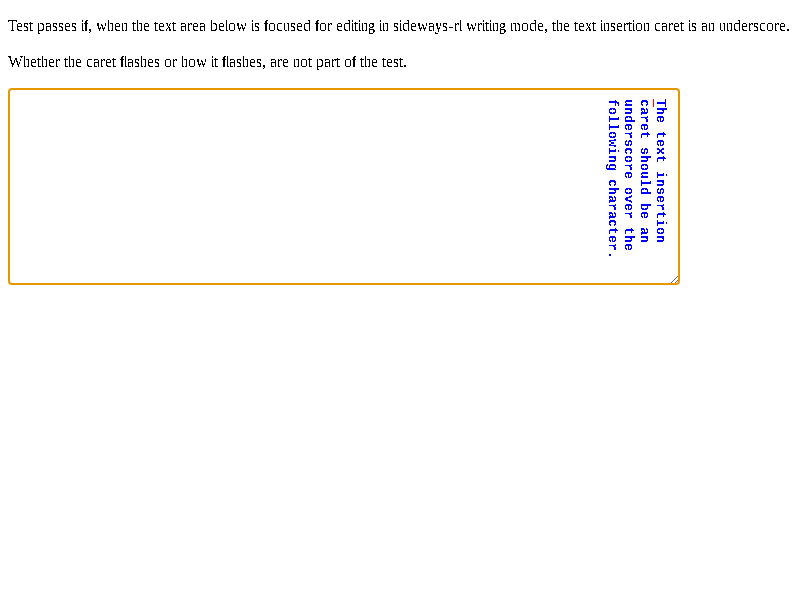 Test passes if, when the text area below is focused for editing in sideways-rl writing mode, the text insertion caret is an underscore.
Whether the caret flashes or how it flashes, are not part of the test.
The text insertion
caret should be an
underscore over the
following character.